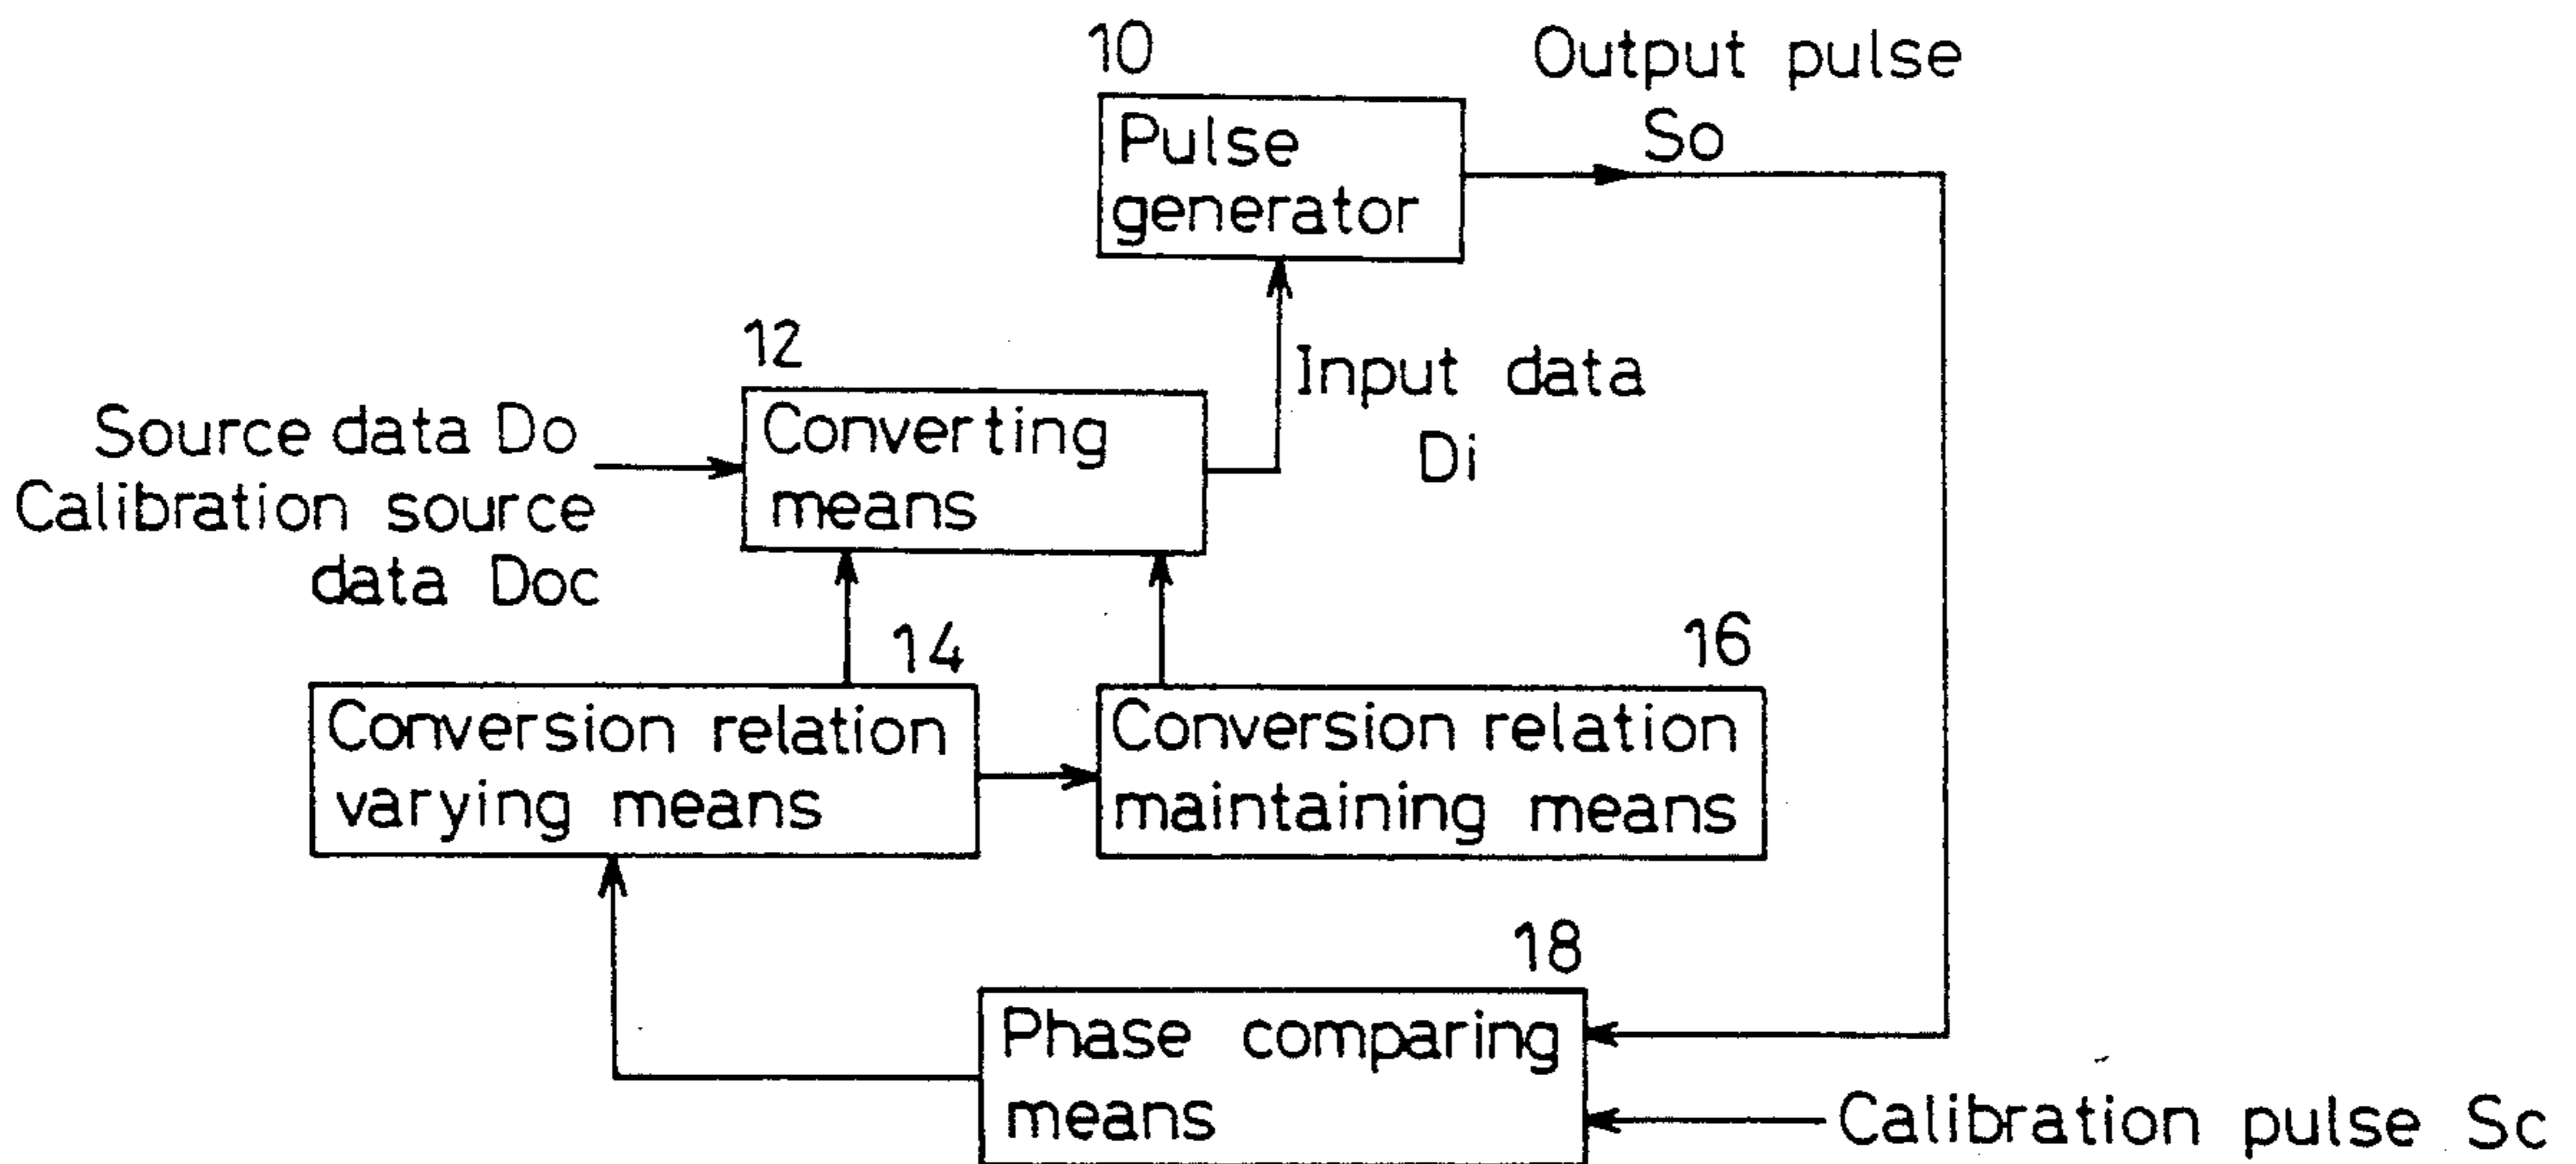 10
Output pulse
So
Pulse
generator
12
Input data
Di
Source data Do
Calibration source
data Doc
Converting
means
14
16
Conversion relation
varying means
Conversion relation
maintaining means
18
Phase comparing
means
Calibration pulse Sc